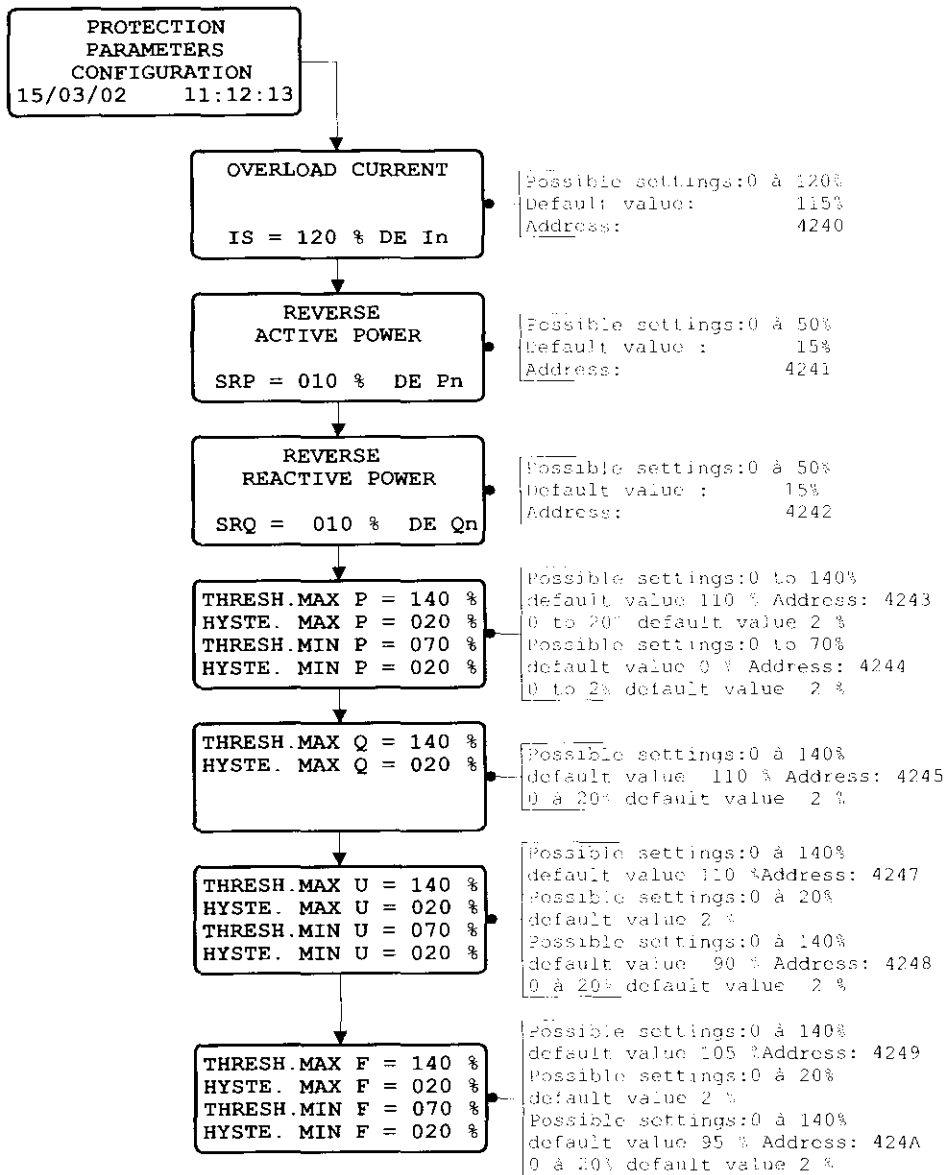 PROTECTION
PARAMETERS
CONFIGURATION
15/03/02 11:12:13
OVERLOAD CURRENT
IS = 120 % DE In
Possible settings:0 à 120%
Default value: 115%
Address: 4240
REVERSE
ACTIVE POWER
SRP = 010 % DE Pn
Possible settings:0 à 50%
Default value : 15%
Address: 4241
REVERSE
REACTIVE POWER
SRQ = 010 % DE Qn
Possible settings:0 à 50%
Default value : 15%
Address: 4242
THRESH.MAX P = 140 %
HYSTE. MAX P = 020 %
THRESH.MIN P = 070 %
HYSTE. MIN P = 020 %
Possible settings:0 to 140%
default value 110 % Address: 4243
0 to 20% default value 2 %
Possible settings:0 to 70%
default value 0 % Address: 4244
0 to 2% default value 2 %
THRESH.MAX Q = 140 %
HYSTE. MAX Q = 020 %
Possible settings:0 à 140%
default value 110 % Address: 4245
0 à 20% default value 2 %
THRESH.MAX U = 140 %
HYSTE. MAX U = 020 %
THRESH.MIN U = 070 %
HYSTE. MIN U = 020 %
Possible settings:0 à 140%
default value 110 %Address: 4247
Possible settings:0 à 20%
default value 2 %
Possible settings:0 à 140%
default value 90 % Address: 4248
0 à 20% default value 2 %
THRESH.MAX F = 140 %
HYSTE. MAX F = 020 %
THRESH.MIN F = 070 %
HYSTE. MIN F = 020 %
Possible settings:0 à 140%
default value 105 %Address: 4249
Possible settings:0 à 20%
default value 2 %
Possible settings:0 à 140%
default value 95 % Address: 424A
0 à 20% default value 2 %